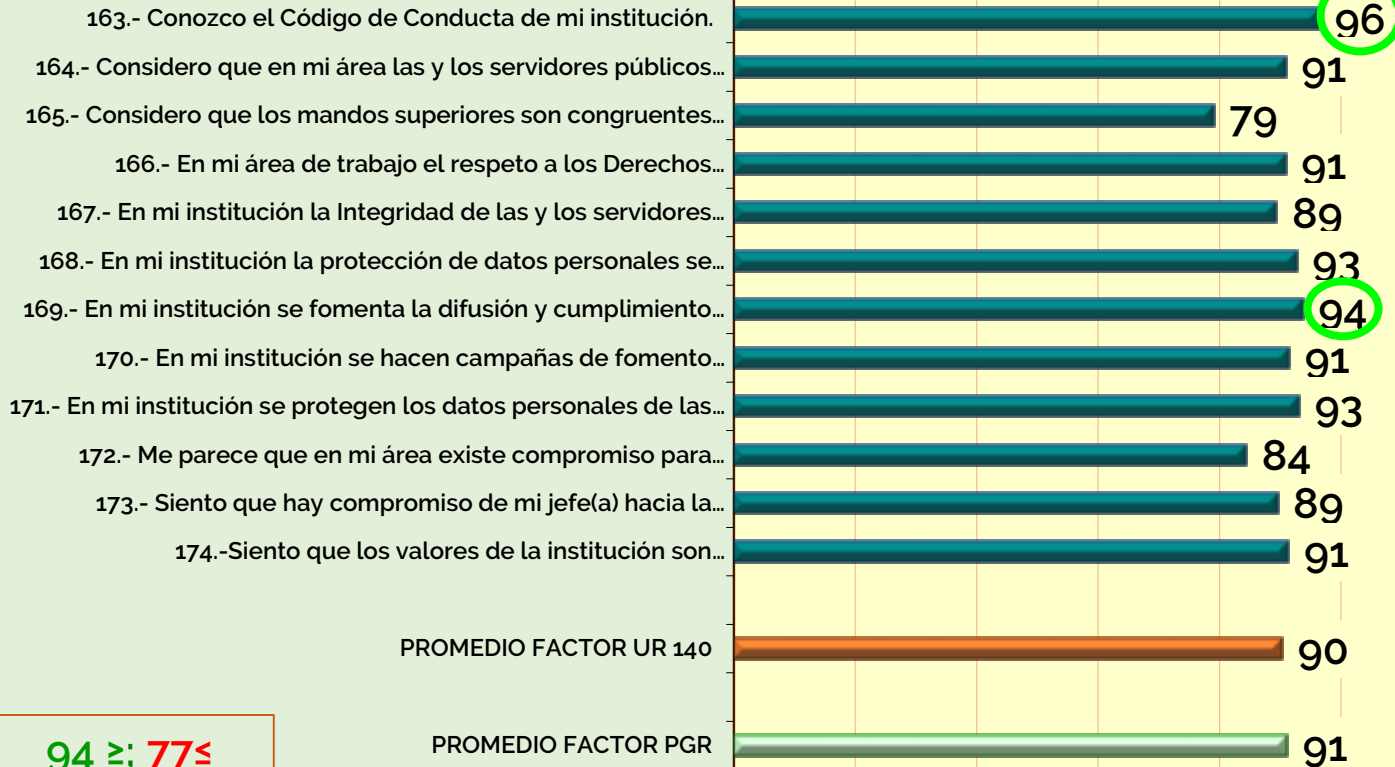 163.- Conozco el Código de Conducta de mi institución. 96
164.- Considero que en mi área las y los servidores públicos... 91
165.- Considero que los mandos superiores son congruentes... 79
166.- En mi área de trabajo el respeto a los Derechos... 91
167.- En mi institución la Integridad de las y los servidores... 89
168.- En mi institución la protección de datos personales se... 93
169.- En mi institución se fomenta la difusión y cumplimiento... 94
170.- En mi institución se hacen campañas de fomento... 91
171.- En mi institución se protegen los datos personales de las... 93
172.- Me parece que en mi área existe compromiso para... 84
173.- Siento que hay compromiso de mi jefe(a) hacia la... 89
174.-Siento que los valores de la institución son... 91
PROMEDIO FACTOR UR 140 90
PROMEDIO FACTOR PGR 91
94 ≥; 77≤